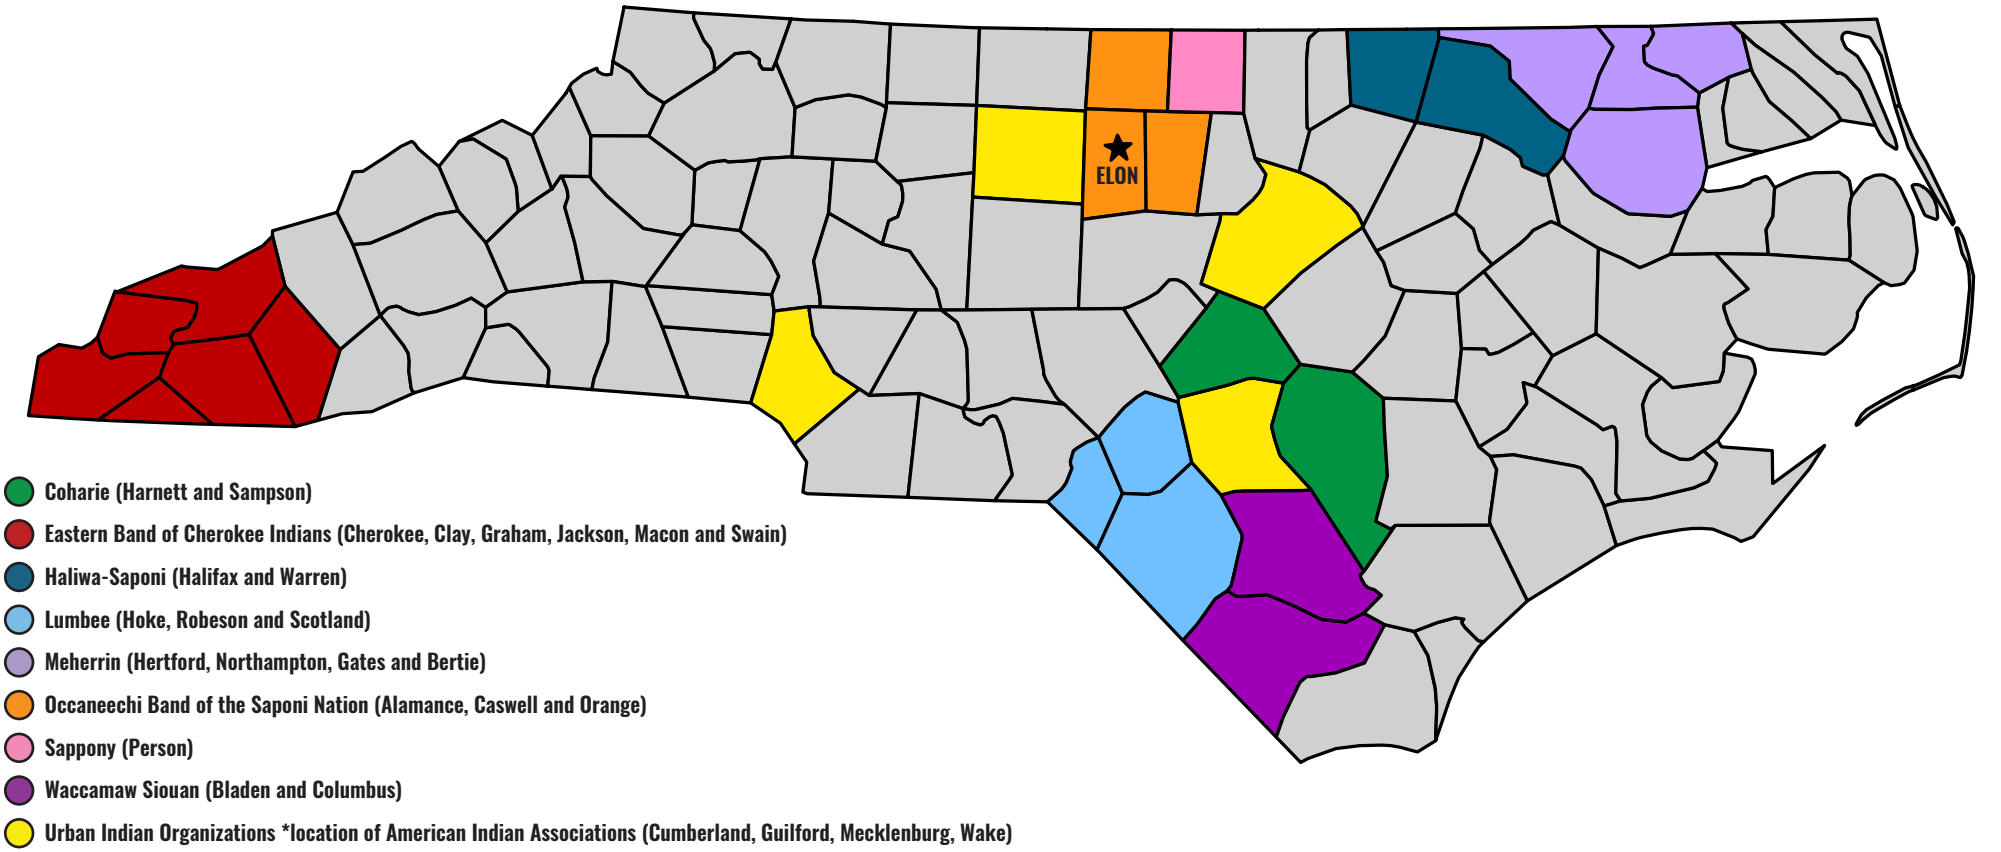 ELON
Coharie (Harnett and Sampson)
Eastern Band of Cherokee Indians (Cherokee, Clay, Graham, Jackson, Macon and Swain)
Haliwa-Saponi (Halifax and Warren)
Lumbee (Hoke, Robeson and Scotland)
Meherrin (Hertford, Northampton, Gates and Bertie)
Occaneechi Band of the Saponi Nation (Alamance, Caswell and Orange)
Sappony (Person)
Waccamaw Siouan (Bladen and Columbus)
Urban Indian Organizations *location of American Indian Associations (Cumberland, Guilford, Mecklenburg, Wake)